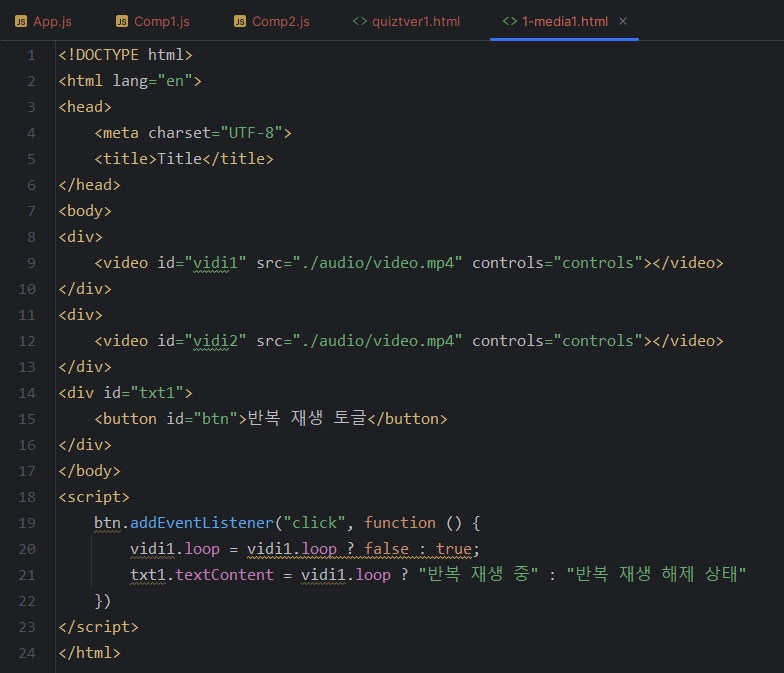 App.js Comp1.js Comp2.js quiztver1.html 1-media1.html
1 <!DOCTYPE html>
2 <html lang="en">
3 <head>
4     <meta charset="UTF-8">
5     <title>Title</title>
6 </head>
7 <body>
8 <div>
9     <video id="vidi1" src="./audio/video.mp4" controls="controls"></video>
10 </div>
11 <div>
12     <video id="vidi2" src="./audio/video.mp4" controls="controls"></video>
13 </div>
14 <div id="txt1">
15     <button id="btn">반복 재생 토글</button>
16 </div>
17 </body>
18 <script>
19     btn.addEventListener("click", function () {
20         vidi1.loop = vidi1.loop ? false : true;
21         txt1.textContent = vidi1.loop ? "반복 재생 중" : "반복 재생 해제 상태"
22     })
23 </script>
24 </html>